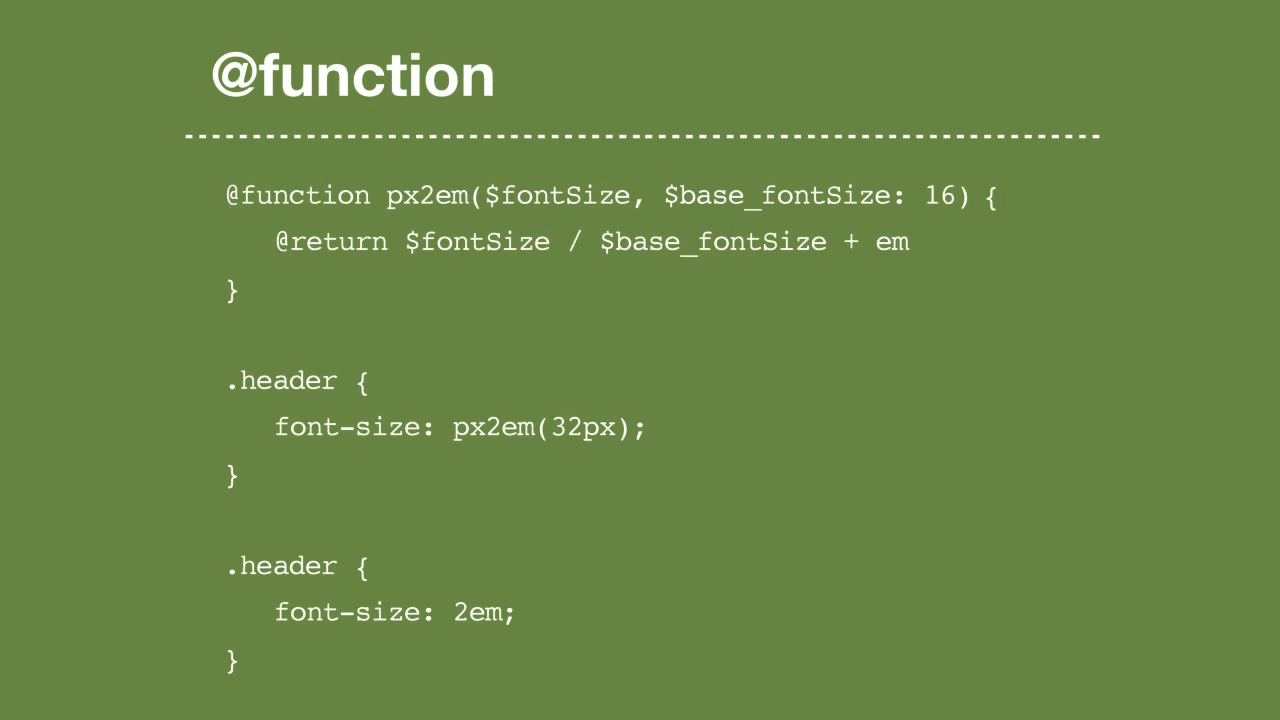 @function
@function px2em($fontSize, $base_fontSize: 16) {
@return $fontSize / $base_fontSize + em
}
.header {
font-size: px2em(32px);
}
.header {
font-size: 2em;
}